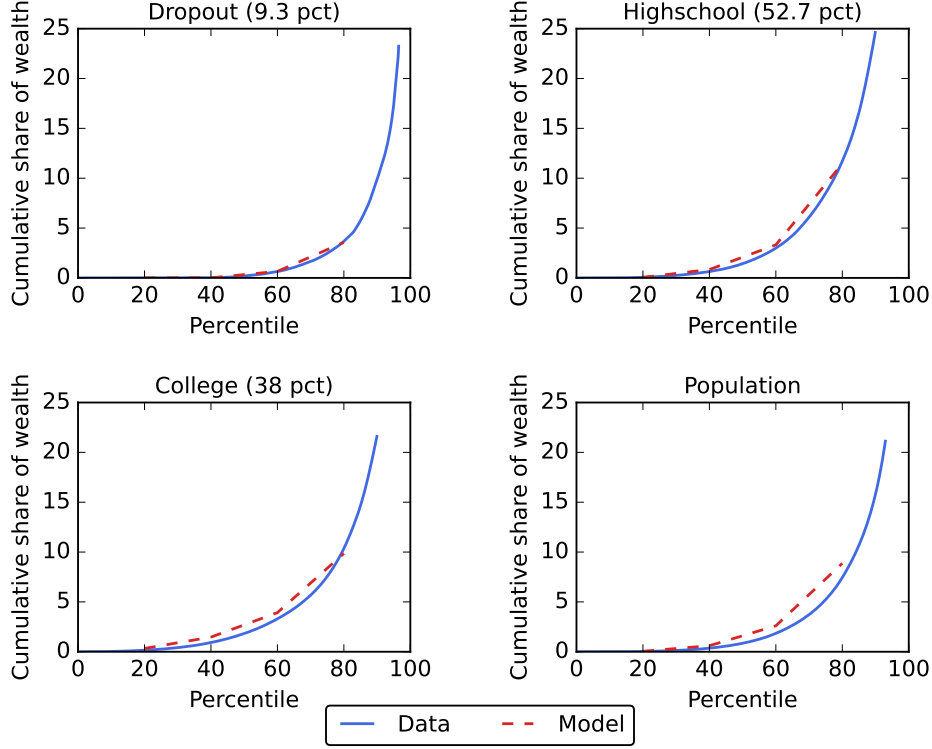 Dropout (9.3 pct)
Cumulative share of wealth
25
20
15
10
5
0
0 20 40 60 80 100
Percentile
Highschool (52.7 pct)
Cumulative share of wealth
25
20
15
10
5
0
0 20 40 60 80 100
Percentile
College (38 pct)
Cumulative share of wealth
25
20
15
10
5
0
0 20 40 60 80 100
Percentile
Population
Cumulative share of wealth
25
20
15
10
5
0
0 20 40 60 80 100
Percentile
Data Model